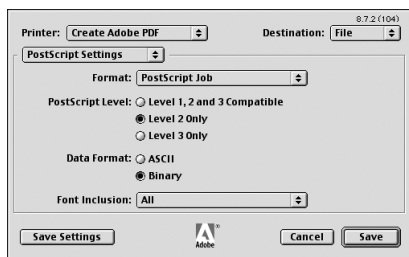 8.7.2 (104)
Printer: Create Adobe PDF Destination: File
PostScript Settings
Format: PostScript Job
PostScript Level: Level 1, 2 and 3 Compatible
Level 2 Only
Level 3 Only
Data Format: ASCII
Binary
Font Inclusion: All
Save Settings Adobe® Cancel Save